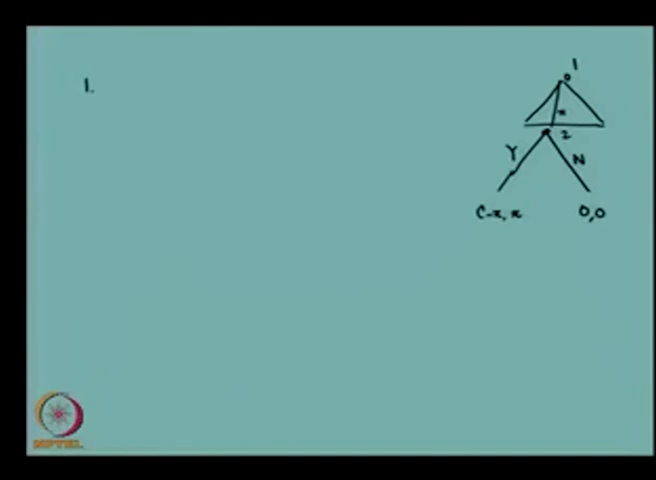 1.
1
x
2
Y N
C-x, x 0,0
NPTEL